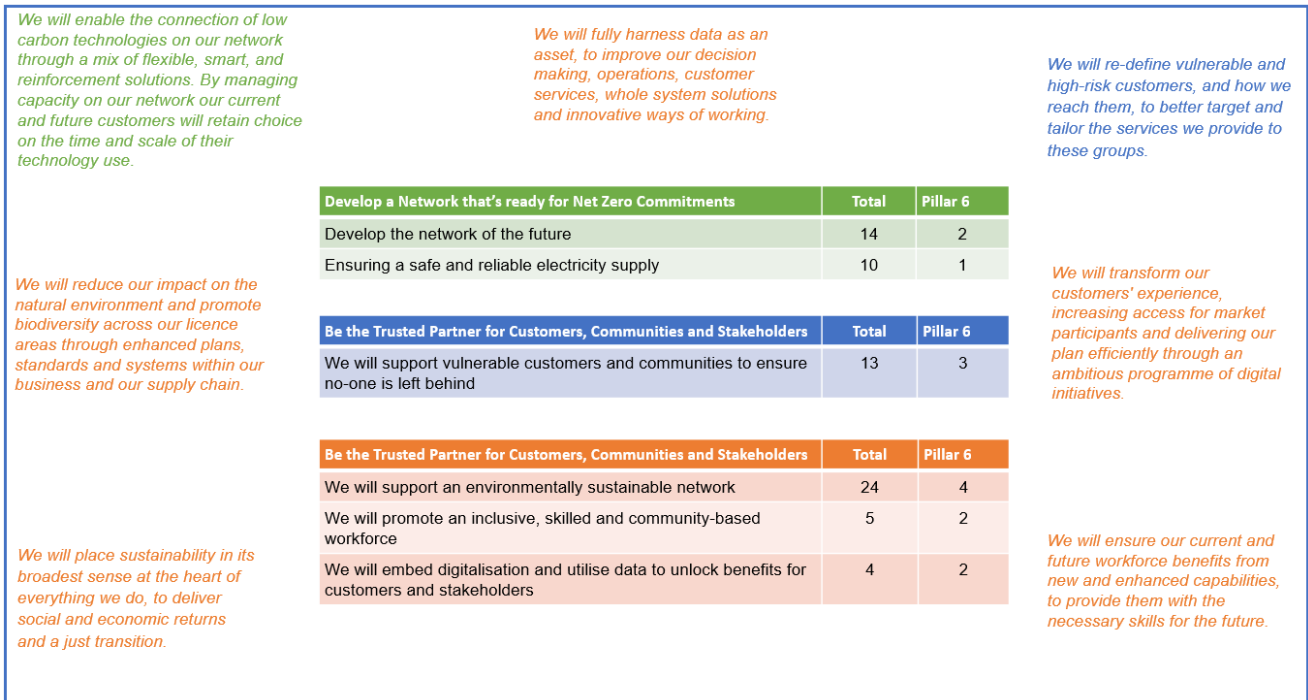 We will enable the connection of low
carbon technologies on our network
through a mix of flexible, smart, and
reinforcement solutions. By managing
capacity on our network our current
and future customers will retain choice
on the time and scale of their
technology use.
We will fully harness data as an
asset, to improve our decision
making, operations, customer
services, whole system solutions
and innovative ways of working.
We will re-define vulnerable and
high-risk customers, and how we
reach them, to better target and
tailor the services we provide to
these groups.
Develop a Network that's ready for Net Zero Commitments Total Pillar 6
Develop the network of the future 14 2
Ensuring a safe and reliable electricity supply 10 1
We will reduce our impact on the
natural environment and promote
biodiversity across our licence
areas through enhanced plans,
standards and systems within our
business and our supply chain.
Be the Trusted Partner for Customers, Communities and Stakeholders Total Pillar 6
We will support vulnerable customers and communities to ensure 13 3
no-one is left behind
We will transform our
customers' experience,
increasing access for market
participants and delivering our
plan efficiently through an
ambitious programme of digital
initiatives.
Be the Trusted Partner for Customers, Communities and Stakeholders Total Pillar 6
We will support an environmentally sustainable network 24 4
We will promote an inclusive, skilled and community-based 5 2
workforce
We will embed digitalisation and utilise data to unlock benefits for 4 2
customers and stakeholders
We will place sustainability in its
broadest sense at the heart of
everything we do, to deliver
social and economic returns
and a just transition.
We will ensure our current and
future workforce benefits from
new and enhanced capabilities,
to provide them with the
necessary skills for the future.